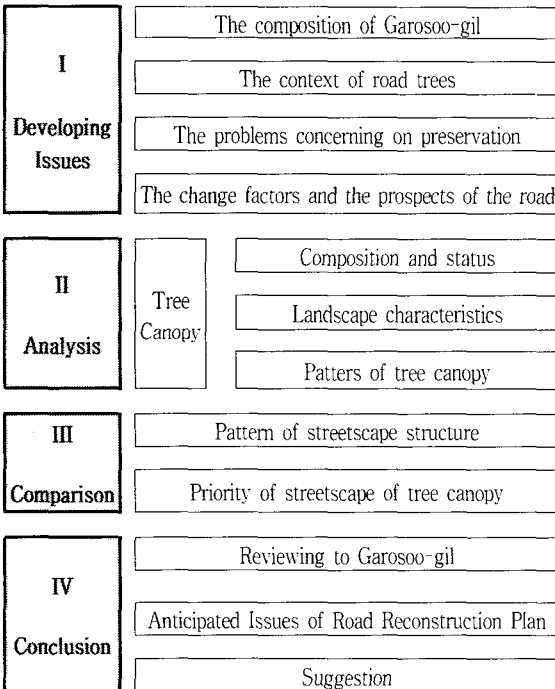 I
Developing
Issues
The composition of Garosoo-gil
The context of road trees
The problems concerning on preservation
The change factors and the prospects of the road
II
Analysis
Tree
Canopy
Composition and status
Landscape characteristics
Patters of tree canopy
III
Comparison
Pattern of streetscape structure
Priority of streetscape of tree canopy
IV
Conclusion
Reviewing to Garosoo-gil
Anticipated Issues of Road Reconstruction Plan
Suggestion